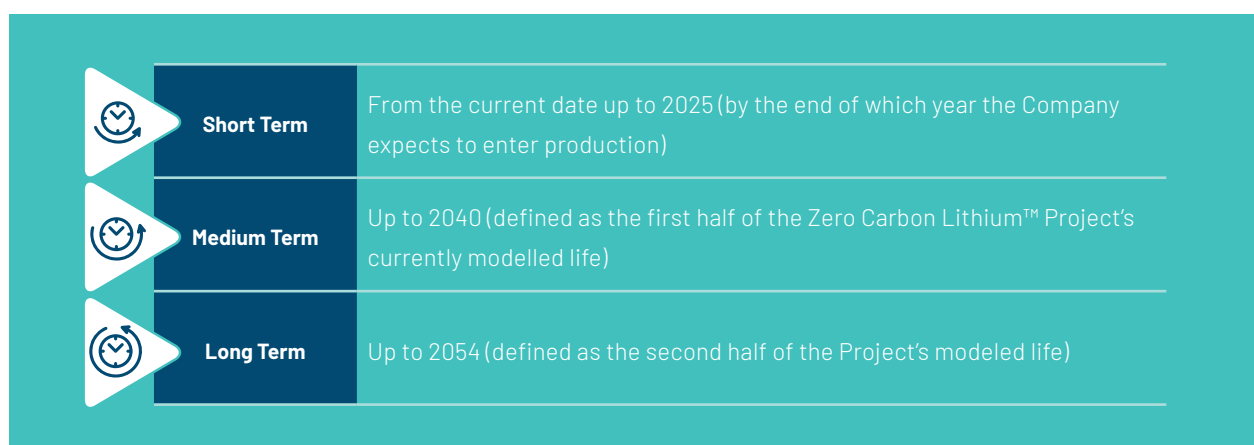 Short Term
From the current date up to 2025 (by the end of which year the Company
expects to enter production)
Medium Term
Up to 2040 (defined as the first half of the Zero Carbon Lithium™ Project's
currently modelled life)
Long Term
Up to 2054 (defined as the second half of the Project's modeled life)